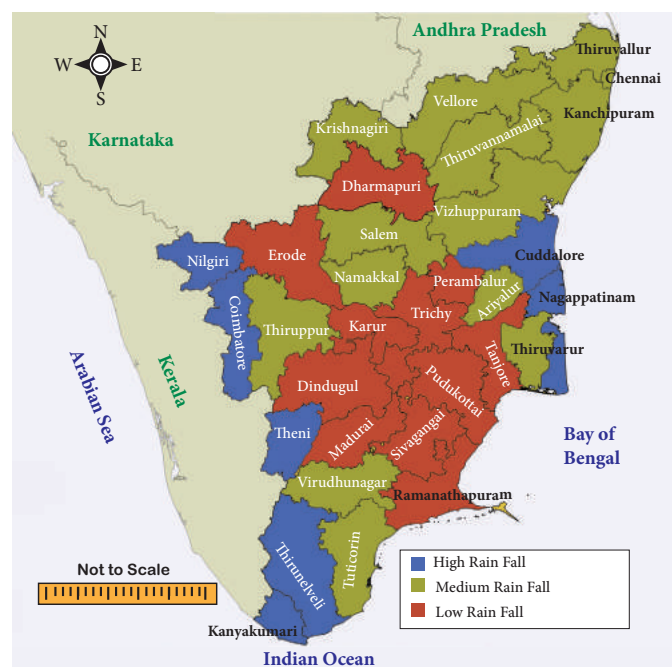 Andhra Pradesh
N
W
E
S
Thiruvallur
Chennai
Vellore
Kanchipuram
Krishnagiri
Thiruvannamalai
Karnataka
Dharmapuri
Vizhuppuram
Salem
Cuddalore
Nilgiri
Erode
Namakkal
Perambalur
Ariyalur
Nagappatinam
Coimbatore
Thiruppur
Karur
Trichy
Thiruvarur
Tanjore
Arabian Sea
Kerala
Dindugul
Pudukottai
Theni
Madurai
Sivagangai
Bay of
Bengal
Virudhunagar
Ramanathapuram
Not to Scale
Thirunelveli
Tuticorin
High Rain Fall
Medium Rain Fall
Low Rain Fall
Kanyakumari
Indian Ocean